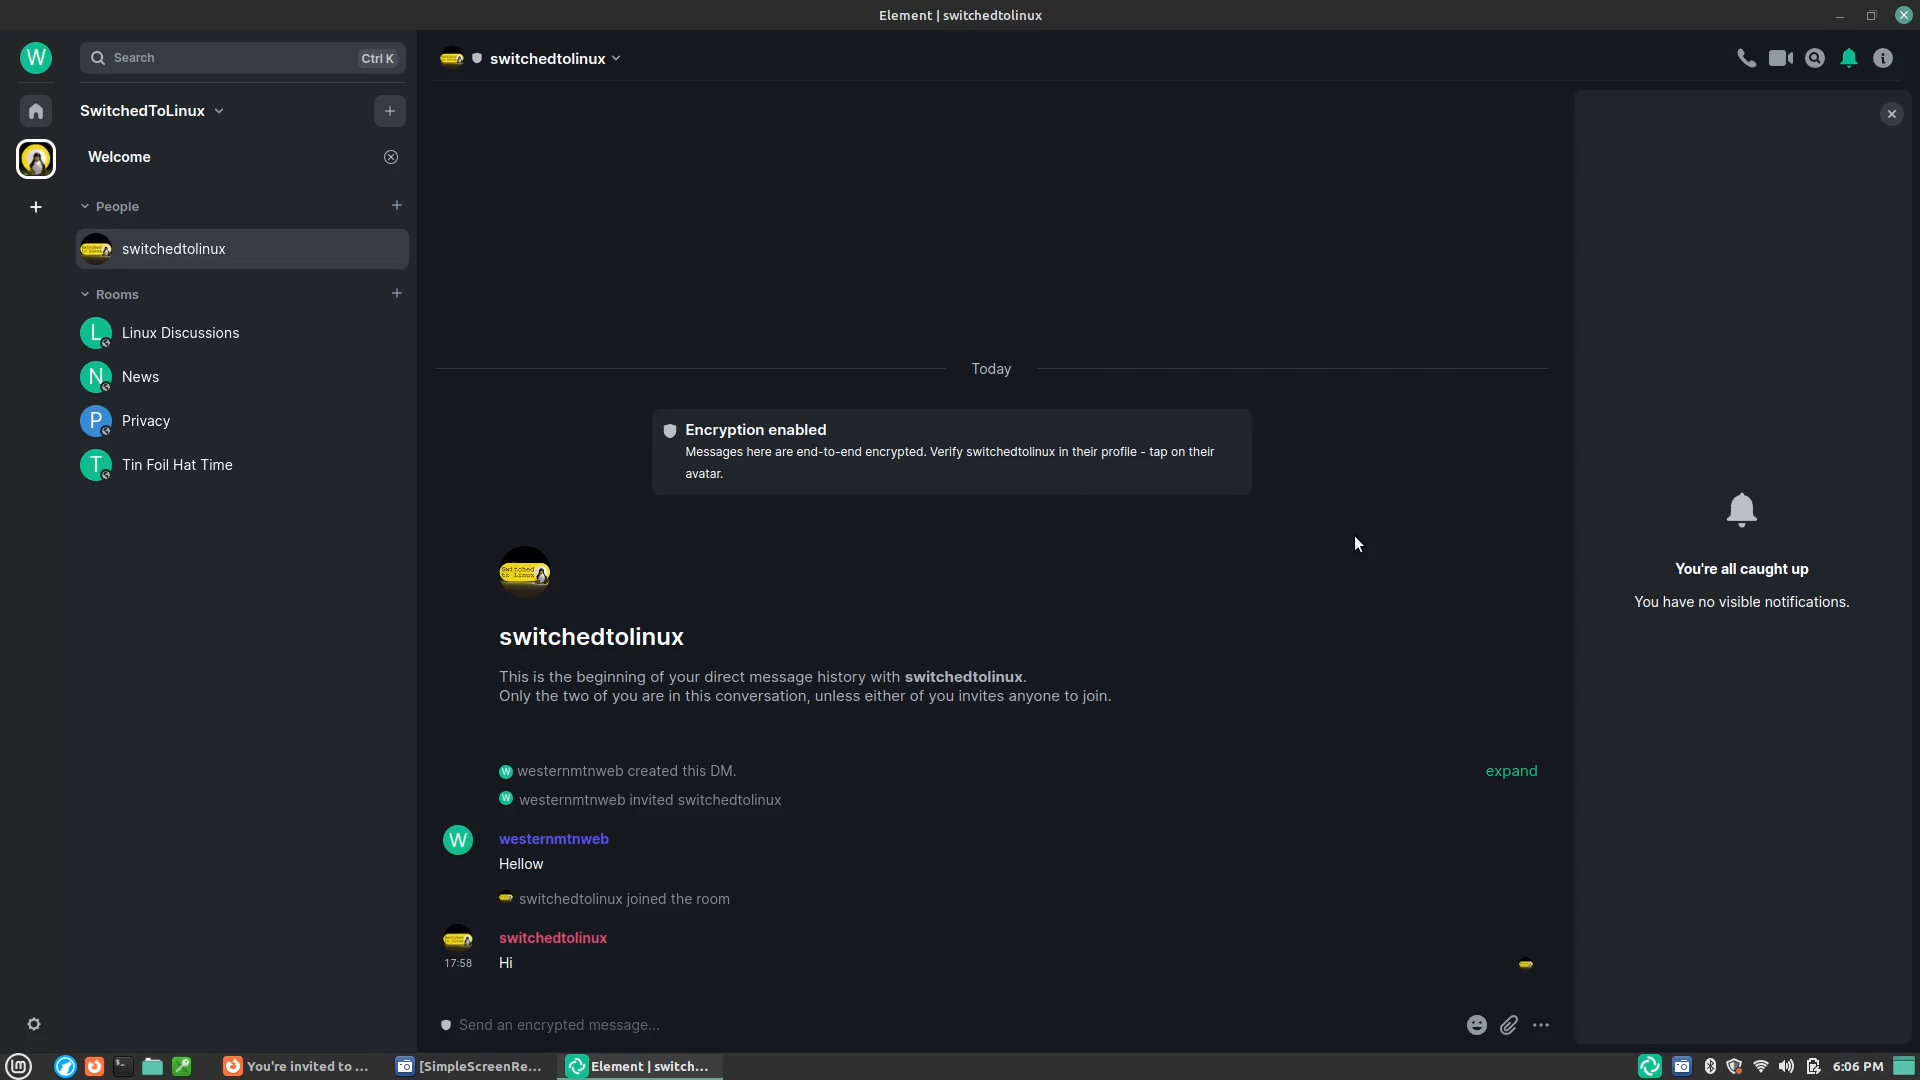 Element | switchedtolinux
W
Search
Ctrl K
switchedtolinux
SwitchedToLinux
Welcome
People
switchedtolinux
Rooms
L
Linux Discussions
N
News
P
Privacy
T
Tin Foil Hat Time
Today
Encryption enabled
Messages here are end-to-end encrypted. Verify switchedtolinux in their profile - tap on their
avatar.
Switched
to Linux
switchedtolinux
This is the beginning of your direct message history with switchedtolinux.
Only the two of you are in this conversation, unless either of you invites anyone to join.
W westernmtnweb created this DM.
expand
W westernmtnweb invited switchedtolinux
W
westernmtnweb
Hellow
switchedtolinux joined the room
switchedtolinux
17:58
Hi
Send an encrypted message...
You're all caught up
You have no visible notifications.
You're invited to ...
[SimpleScreenRe...
Element | switch...
6:06 PM